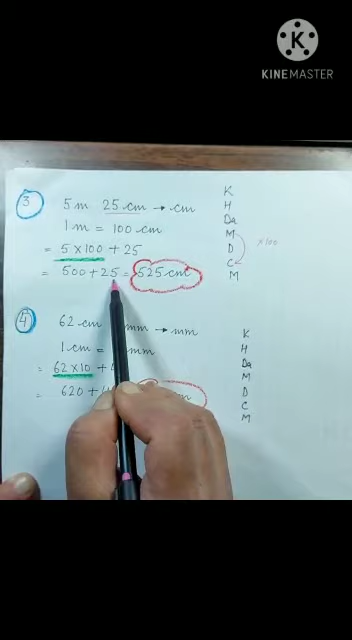 K
KINEMASTER
③ 5 m 25 cm → cm
1 m = 100 cm
= 5 × 100 + 25
= 500 + 25 = 525 cm
K
H
Da
M
D
C
M
×100
④ 62 cm mm → mm
1 cm = mm
= 62 × 10 +
= 620 +
K
H
Da
M
D
C
M